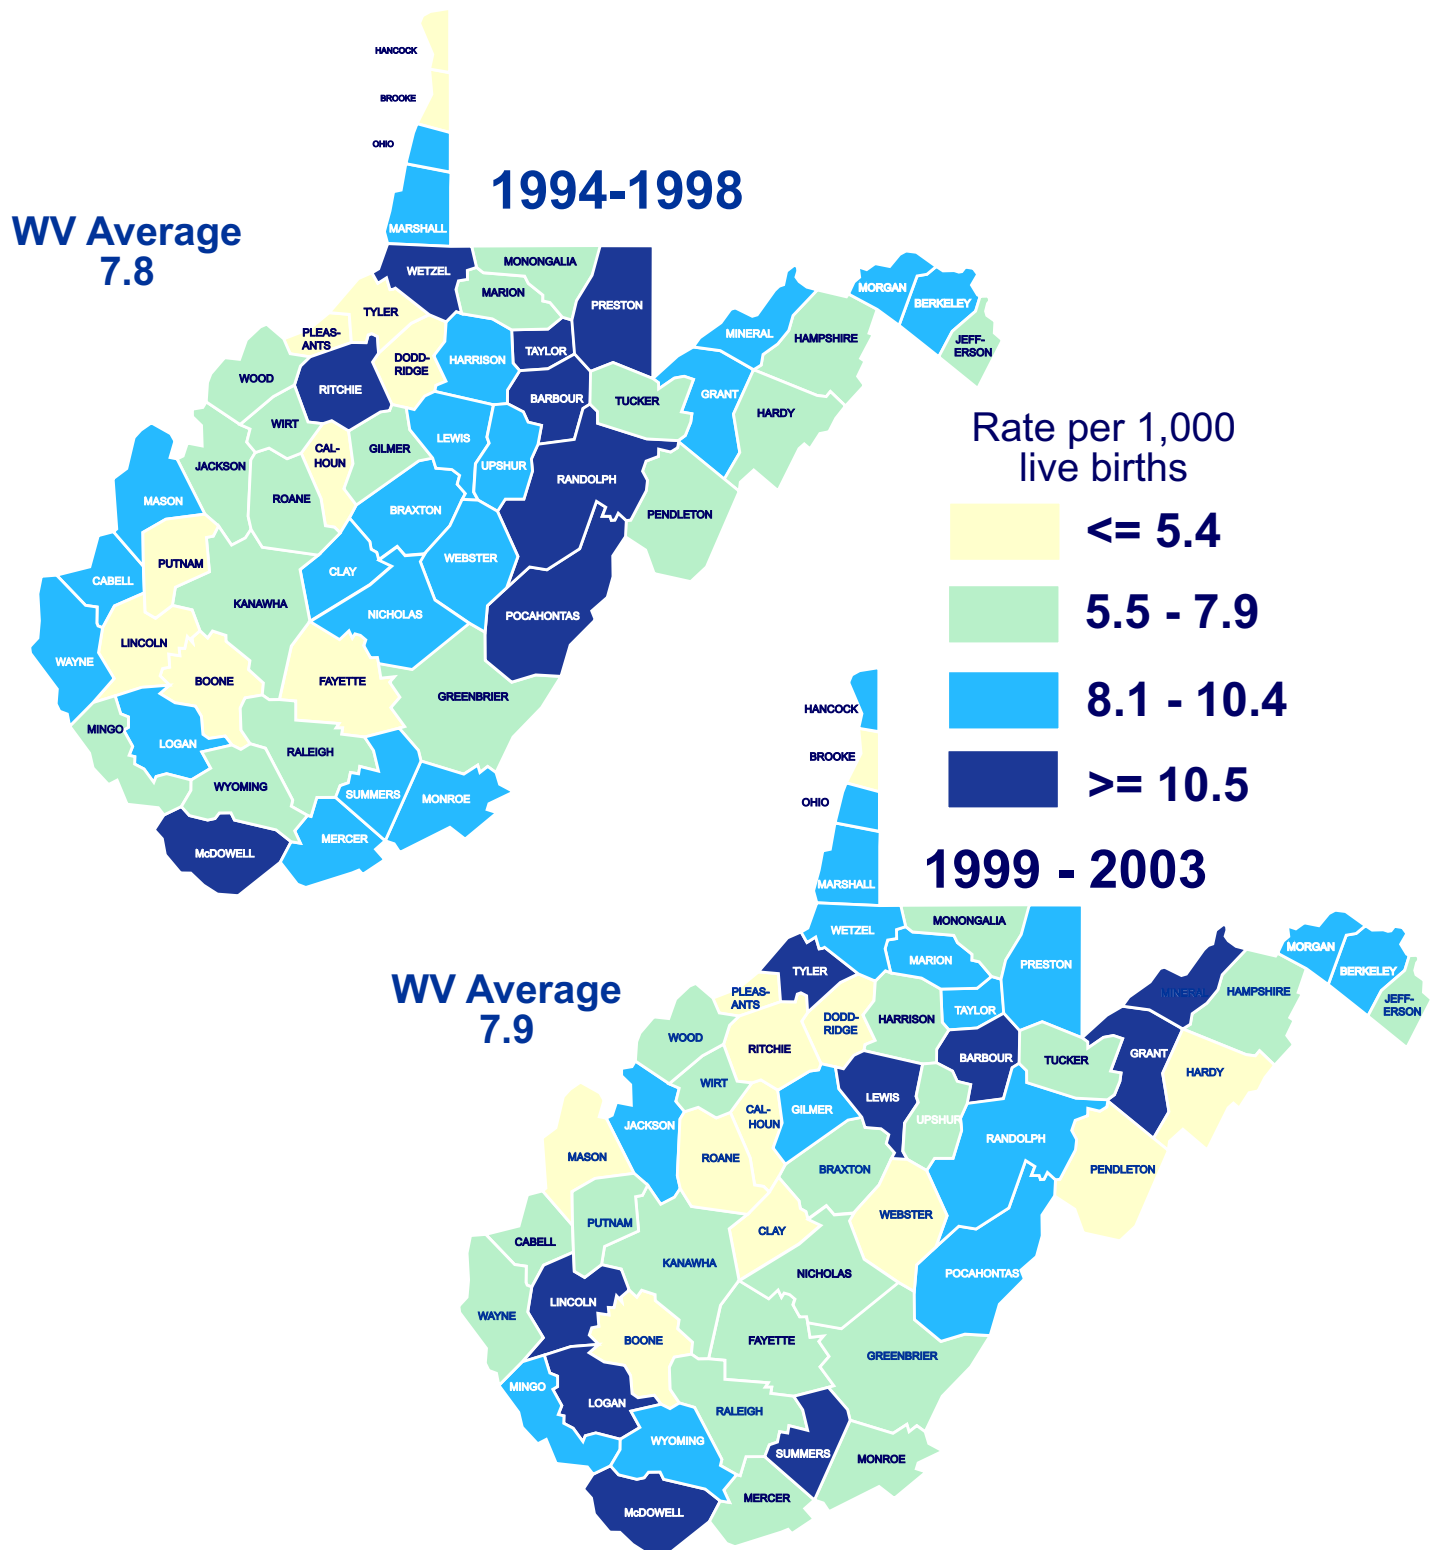 HANCOCK
BROOKE
OHIO
1994-1998
MARSHALL
WV Average
7.8
WETZEL
MONONGALIA
MARION
PRESTON
TYLER
PLEAS-
ANTS
DODD-
RIDGE
HARRISON
TAYLOR
MORGAN
BERKELEY
MINERAL
HAMPSHIRE
JEFF-
ERSON
WOOD
RITCHIE
BARBOUR
TUCKER
GRANT
HARDY
WIRT
CAL-
HOUN
GILMER
LEWIS
UPSHUR
JACKSON
ROANE
RANDOLPH
MASON
BRAXTON
PENDLETON
PUTNAM
CLAY
WEBSTER
CABELL
KANAWHA
NICHOLAS
POCAHONTAS
LINCOLN
WAYNE
BOONE
FAYETTE
GREENBRIER
MINGO
LOGAN
RALEIGH
WYOMING
SUMMERS
MONROE
MERCER
McDOWELL
Rate per 1,000
live births
<= 5.4
5.5 - 7.9
8.1 - 10.4
>= 10.5
HANCOCK
BROOKE
OHIO
1999 - 2003
MARSHALL
WV Average
7.9
WETZEL
MONONGALIA
MARION
PRESTON
TYLER
PLEAS-
ANTS
DODD-
RIDGE
HARRISON
TAYLOR
MORGAN
BERKELEY
MINERAL
HAMPSHIRE
JEFF-
ERSON
WOOD
RITCHIE
BARBOUR
TUCKER
GRANT
HARDY
WIRT
CAL-
HOUN
GILMER
LEWIS
UPSHUR
JACKSON
ROANE
RANDOLPH
MASON
BRAXTON
PENDLETON
PUTNAM
CLAY
WEBSTER
CABELL
KANAWHA
NICHOLAS
POCAHONTAS
LINCOLN
WAYNE
BOONE
FAYETTE
GREENBRIER
MINGO
LOGAN
RALEIGH
WYOMING
SUMMERS
MONROE
MERCER
McDOWELL